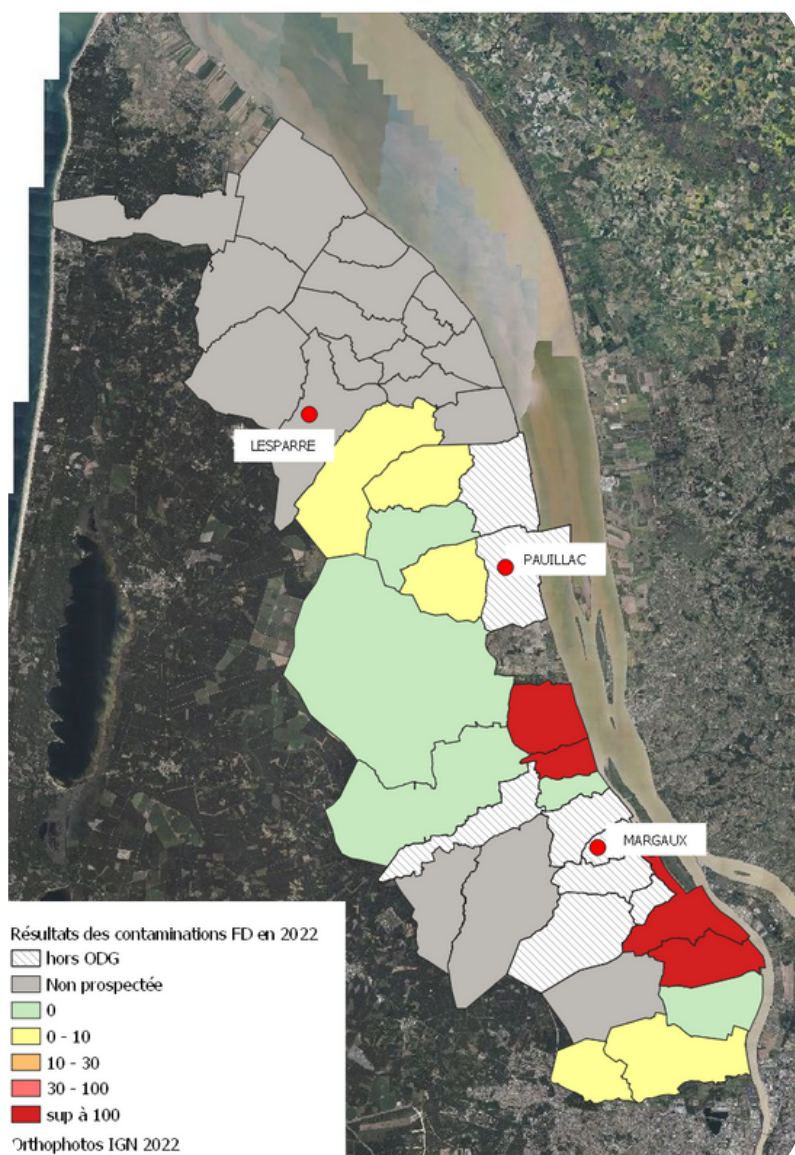 LESPARRE
PAUILLAC
MARGAUX
Résultats des contaminations FD en 2022
hors ODG
Non prospectée
0
0 - 10
10 - 30
30 - 100
sup à 100
Orthophotos IGN 2022